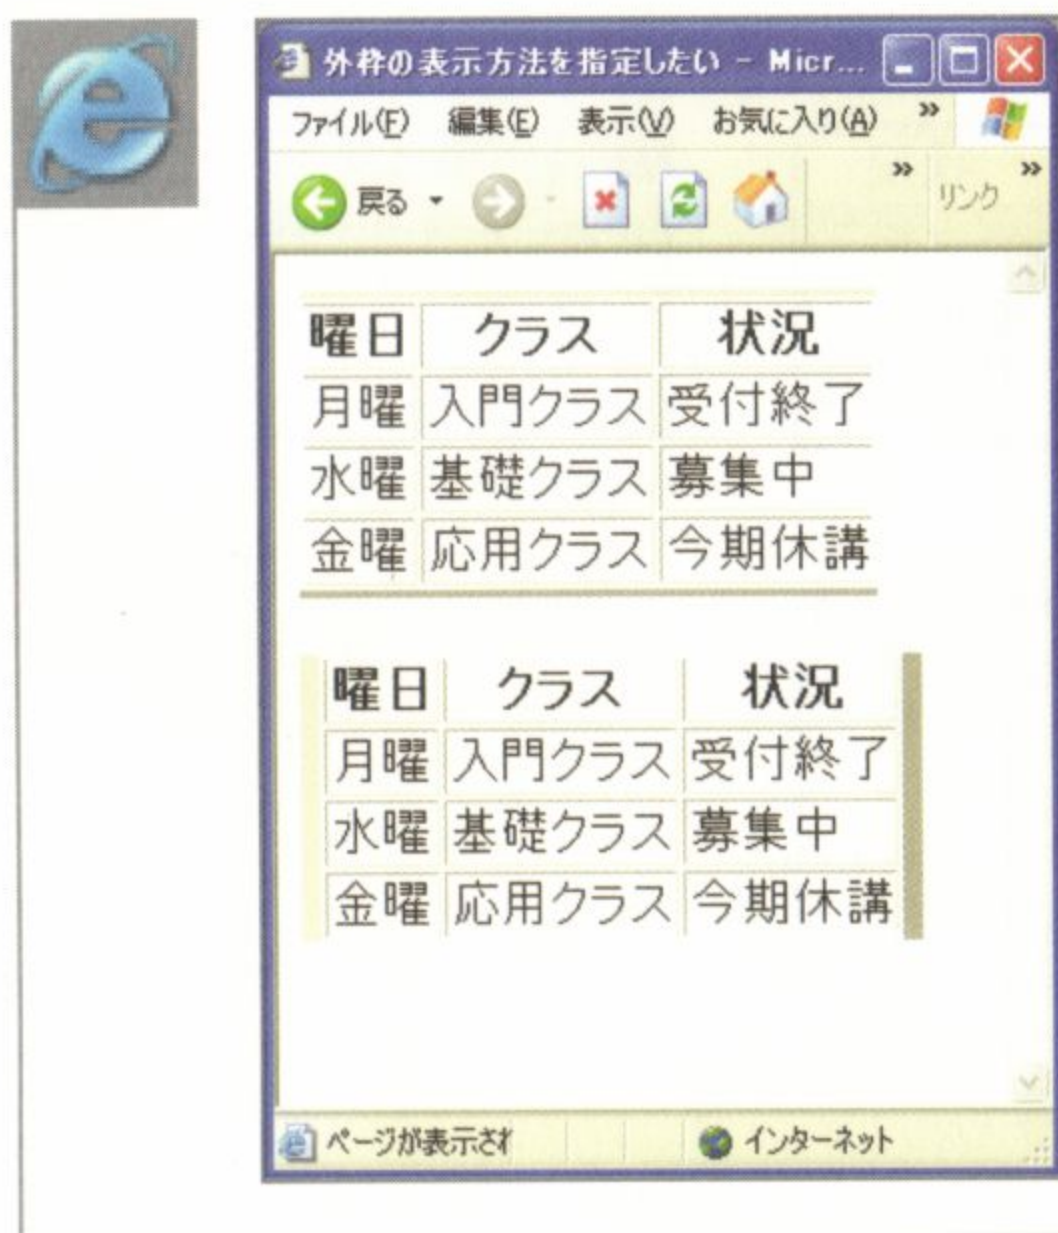 外枠の表示方法を指定したい - Micr...
ファイル(F) 編集(E) 表示(V) お気に入り(A) »
戻る » リンク »
曜日 クラス 状況
月曜 入門クラス 受付終了
水曜 基礎クラス 募集中
金曜 応用クラス 今期休講
曜日 クラス 状況
月曜 入門クラス 受付終了
水曜 基礎クラス 募集中
金曜 応用クラス 今期休講
ページが表示され インターネット